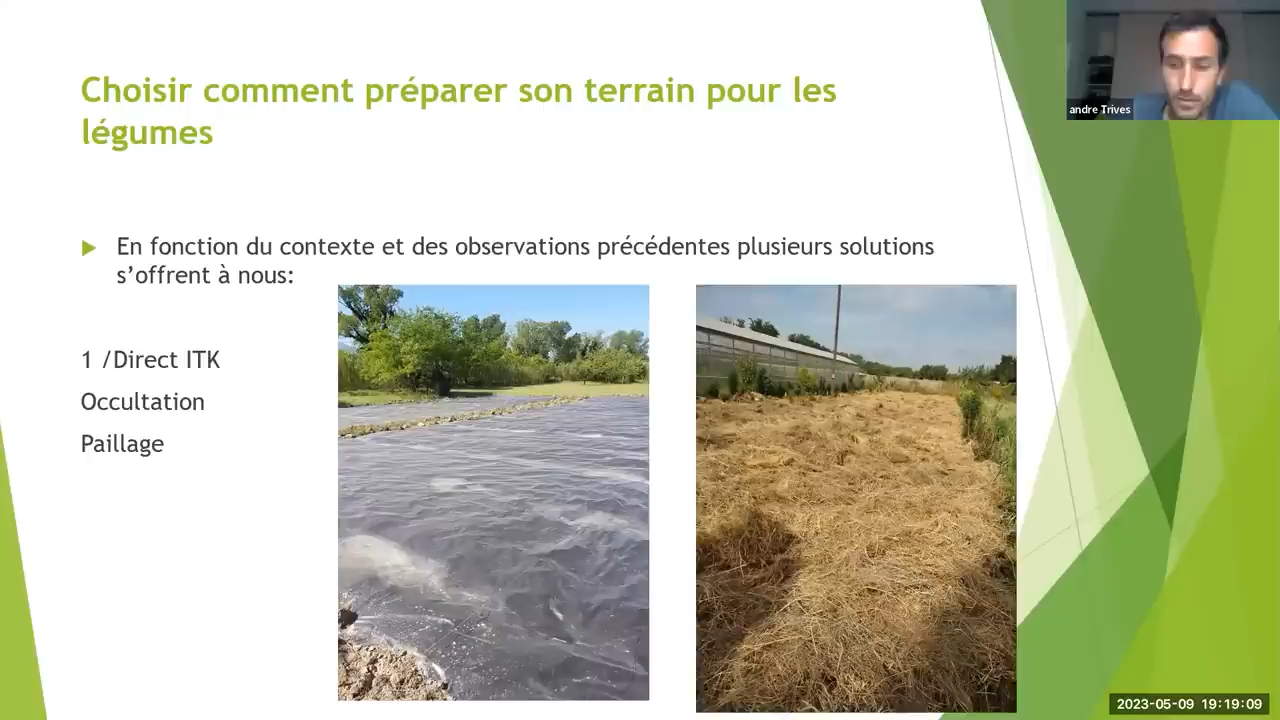 Choisir comment préparer son terrain pour les
légumes
andre Trives
En fonction du contexte et des observations précédentes plusieurs solutions
s’offrent à nous:
1 /Direct ITK
Occultation
Paillage
2023-05-09 19:19:09